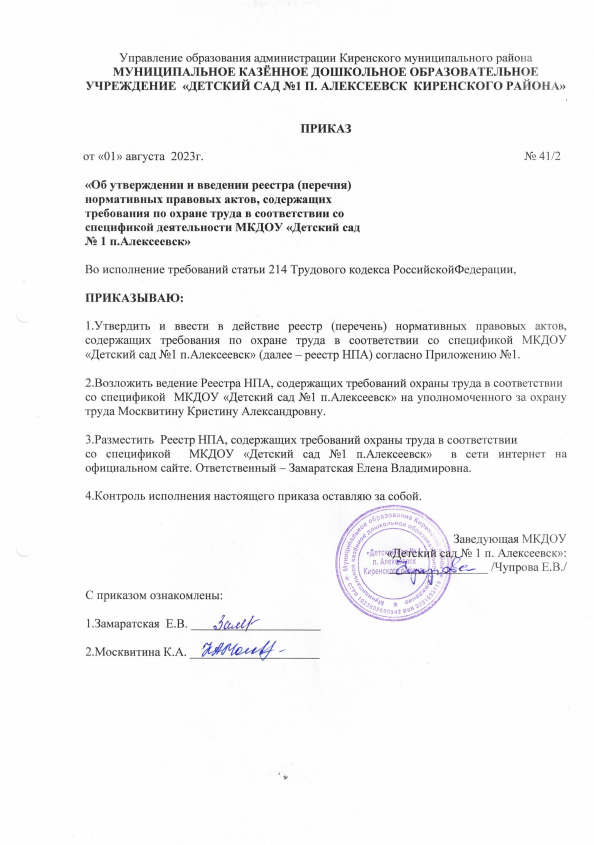 Управление образования администрации Киренского муниципального района
МУНИЦИПАЛЬНОЕ КАЗЁННОЕ ДОШКОЛЬНОЕ ОБРАЗОВАТЕЛЬНОЕ
УЧРЕЖДЕНИЕ «ДЕТСКИЙ САД №1 П. АЛЕКСЕЕВСК КИРЕНСКОГО РАЙОНА»
ПРИКАЗ
от «01» августа 2023г. № 41/2
«Об утверждении и введении реестра (перечня)
нормативных правовых актов, содержащих
требования по охране труда в соответствии со
спецификой деятельности МКДОУ «Детский сад
№ 1 п.Алексеевск»
Во исполнение требований статьи 214 Трудового кодекса РоссийскойФедерации,
ПРИКАЗЫВАЮ:
1.Утвердить и ввести в действие реестр (перечень) нормативных правовых актов,
содержащих требования по охране труда в соответствии со спецификой МКДОУ
«Детский сад №1 п.Алексеевск» (далее – реестр НПА) согласно Приложению №1.
2.Возложить ведение Реестра НПА, содержащих требований охраны труда в соответствии
со спецификой МКДОУ «Детский сад №1 п.Алексеевск» на уполномоченного за охрану
труда Москвитину Кристину Александровну.
3.Разместить Реестр НПА, содержащих требований охраны труда в соответствии
со спецификой МКДОУ «Детский сад №1 п.Алексеевск» в сети интернет на
официальном сайте. Ответственный – Замаратская Елена Владимировна.
4.Контроль исполнения настоящего приказа оставляю за собой.
Заведующая МКДОУ
«Детский сад № 1 п. Алексеевск»:
/Чупрова Е.В./
«Детский
п. Алексеевск
Киренского
С приказом ознакомлены:
1.Замаратская Е.В.
2.Москвитина К.А.